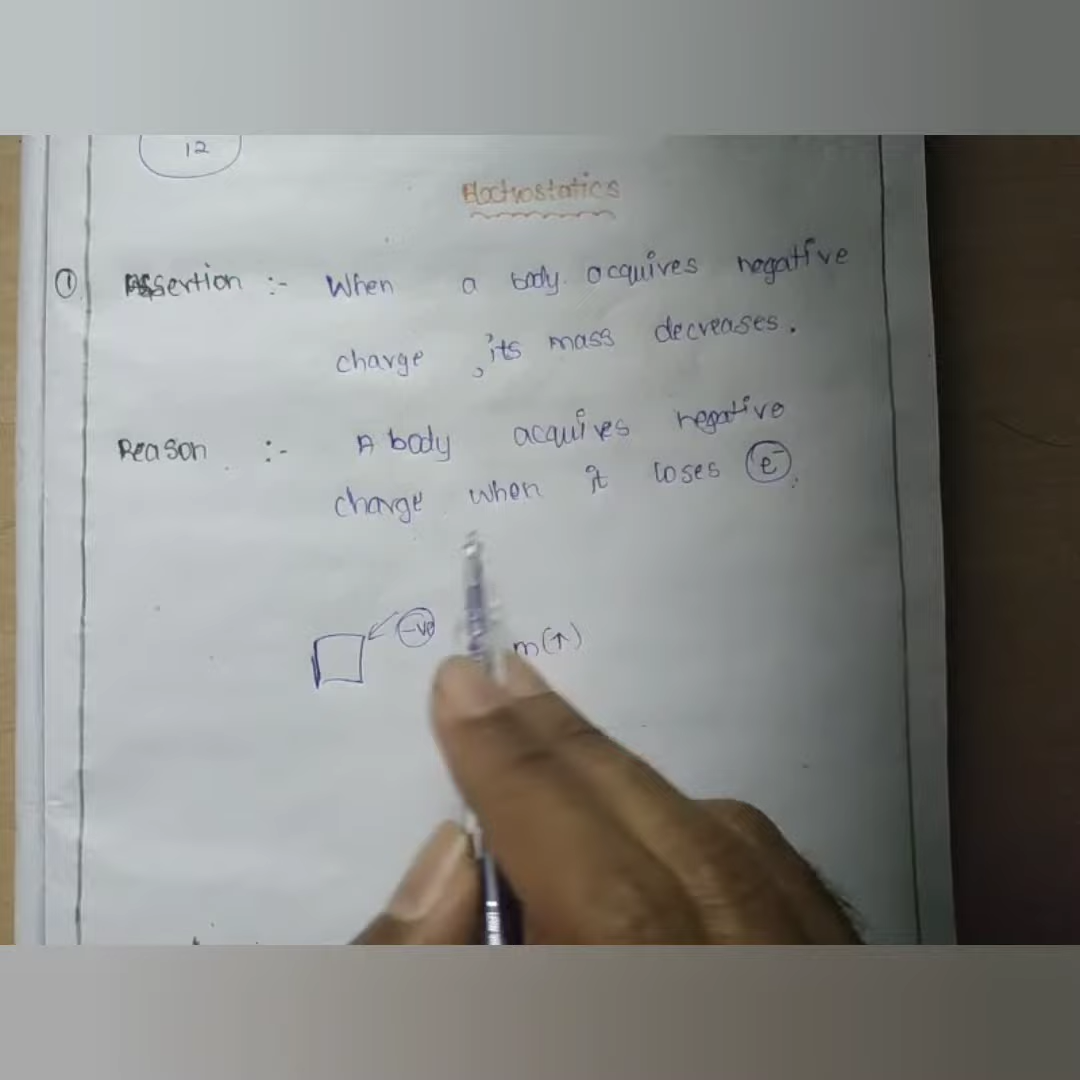 12
Electrostatics
① Assertion :- When a body acquires negative
charge , its mass decreases.
Reason :- A body acquires negative
charge when it loses e⁻.
-ve m(↑)